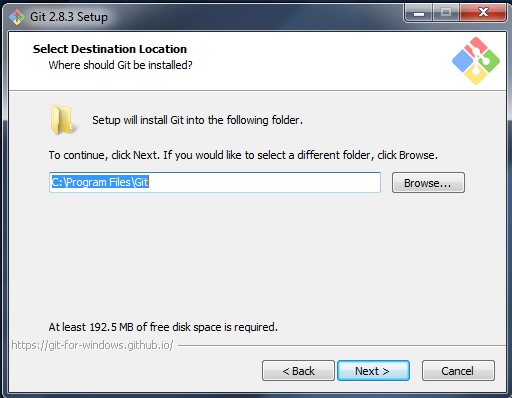 Git 2.8.3 Setup
Select Destination Location
Where should Git be installed?
Setup will install Git into the following folder.
To continue, click Next. If you would like to select a different folder, click Browse.
C:\Program Files\Git
Browse...
At least 192.5 MB of free disk space is required.
https://git-for-windows.github.io/
< Back
Next >
Cancel